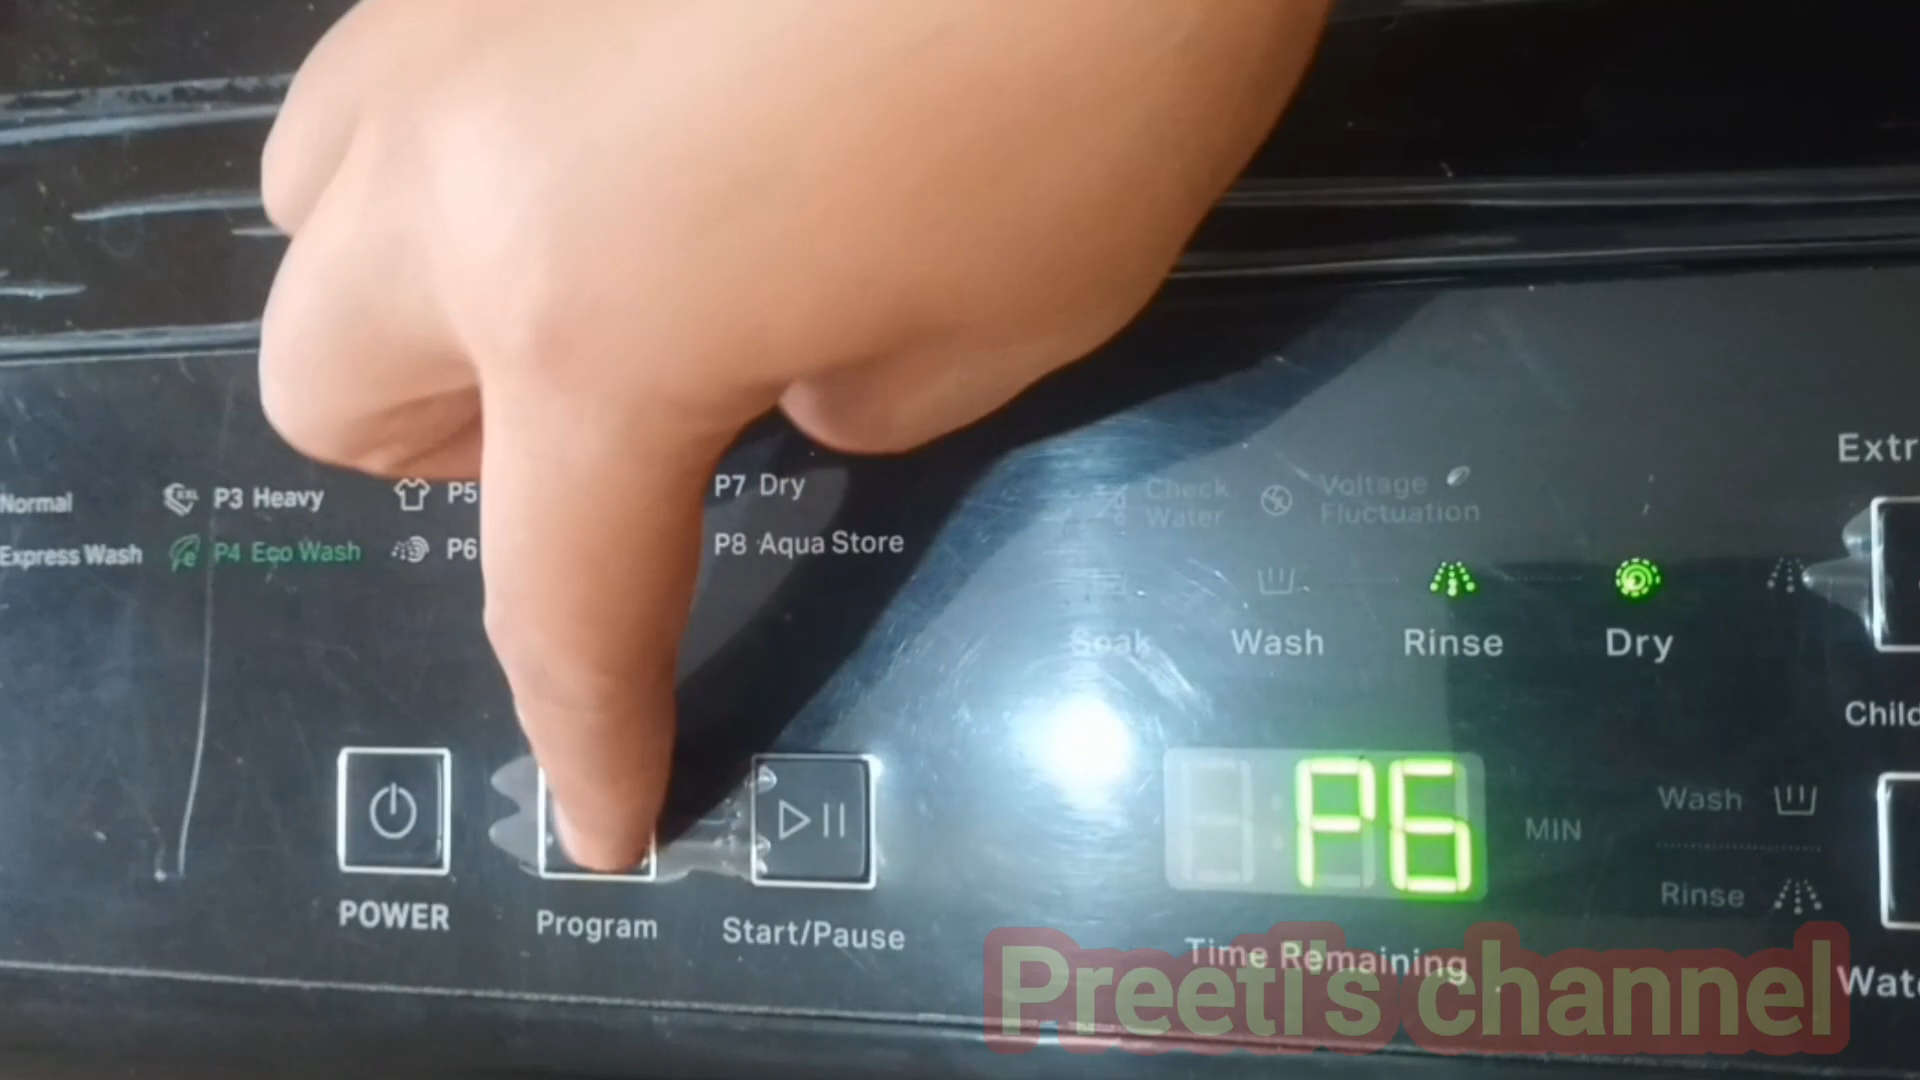 Extr
Normal
P3 Heavy
P5
P7 Dry
Check
Water
Voltage
Fluctuation
Express Wash
P4 Eco Wash
P6
P8 Aqua Store
Soak
Wash
Rinse
Dry
Child
P6
MIN
Wash
Rinse
POWER
Program
Start/Pause
Time Remaining
Wat
Preeti's channel